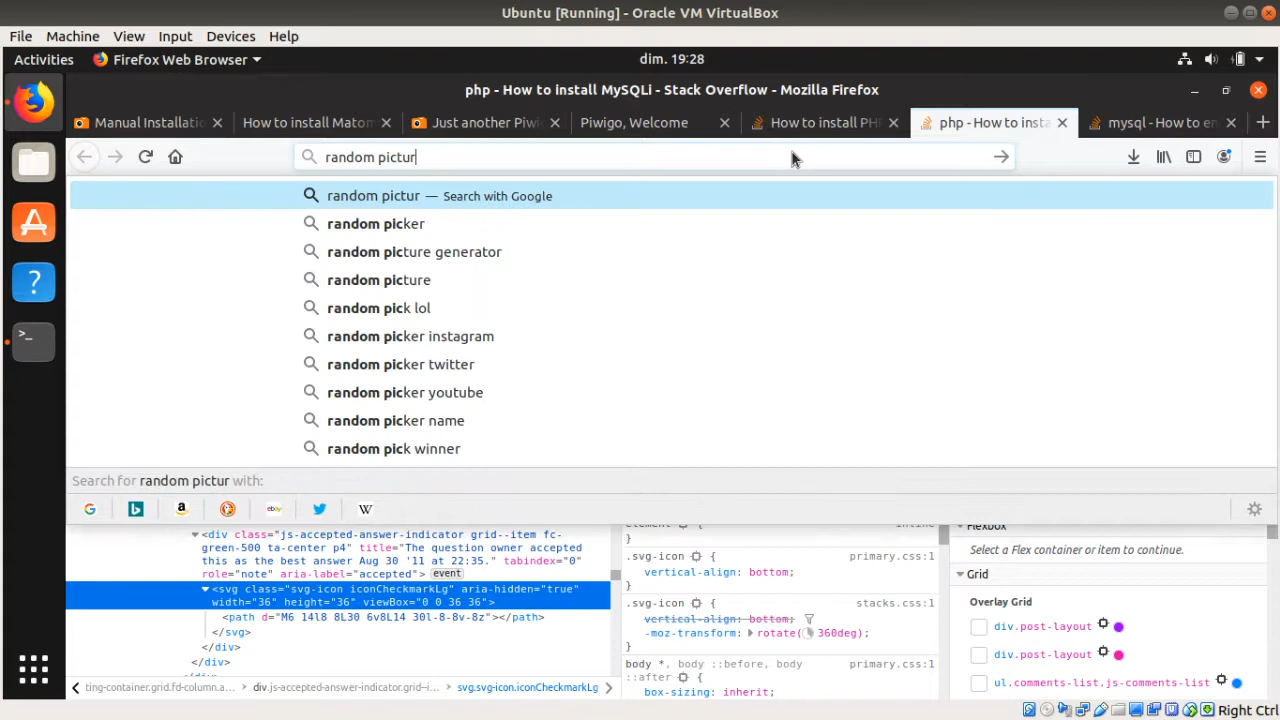 Ubuntu [Running] - Oracle VM VirtualBox
File Machine View Input Devices Help
Activities Firefox Web Browser dim. 19:28
php - How to install MySQLi - Stack Overflow - Mozilla Firefox
Manual Installatio How to install Matom Just another Piwig Piwigo, Welcome How to install PHP php - How to insta mysql - How to en
random pictur
random pictur — Search with Google
random picker
random picture generator
random picture
random pick lol
random picker instagram
random picker twitter
random picker youtube
random picker name
random pick winner
Search for random pictur with:
ebay W
<div class="js-accepted-answer-indicator grid--item fc-
green-500 ta-center p4" title="The question owner accepted
this as the best answer Aug 30 '11 at 22:35." tabindex="0"
role="note" aria-label="accepted"> event
<svg class="svg-icon iconCheckmarkLg" aria-hidden="true"
width="36" height="36" viewBox="0 0 36 36">
<path d="M6 14l8 8L30 6v8L14 30l-8-8v-8z"></path>
</svg>
</div>
</div>
ting-container.grid.fd-column.a… div.js-accepted-answer-indicator.grid--i… svg.svg-icon.iconCheckmarkLg
element { inline
}
.svg-icon { primary.css:1
vertical-align: bottom;
}
.svg-icon { stacks.css:1
vertical-align: bottom;
-moz-transform: rotate(360deg);
}
body *, body ::before, body primary.css:1
::after {
box-sizing: inherit;
Flexbox
Select a Flex container or item to continue.
Grid
Overlay Grid
div.post-layout
div.post-layout
ul.comments-list.js-comments-list
Right Ctrl